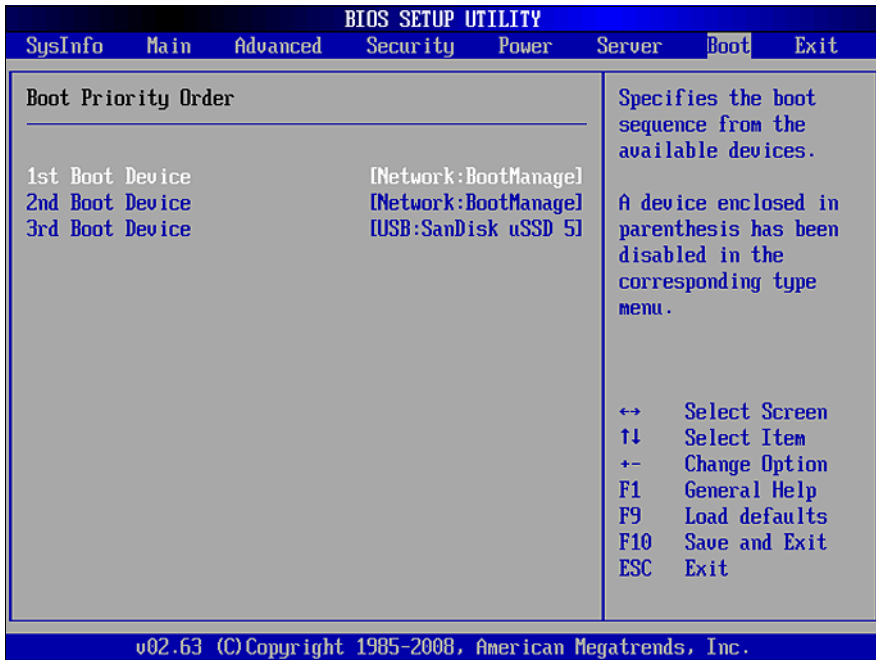 BIOS SETUP UTILITY
SysInfo Main Advanced Security Power Server Boot Exit
Boot Priority Order
1st Boot Device [Network:BootManage]
2nd Boot Device [Network:BootManage]
3rd Boot Device [USB:SanDisk uSSD 5]
Specifies the boot
sequence from the
available devices.
A device enclosed in
parenthesis has been
disabled in the
corresponding type
menu.
↔ Select Screen
↑↓ Select Item
+- Change Option
F1 General Help
F9 Load defaults
F10 Save and Exit
ESC Exit
v02.63 (C)Copyright 1985-2008, American Megatrends, Inc.